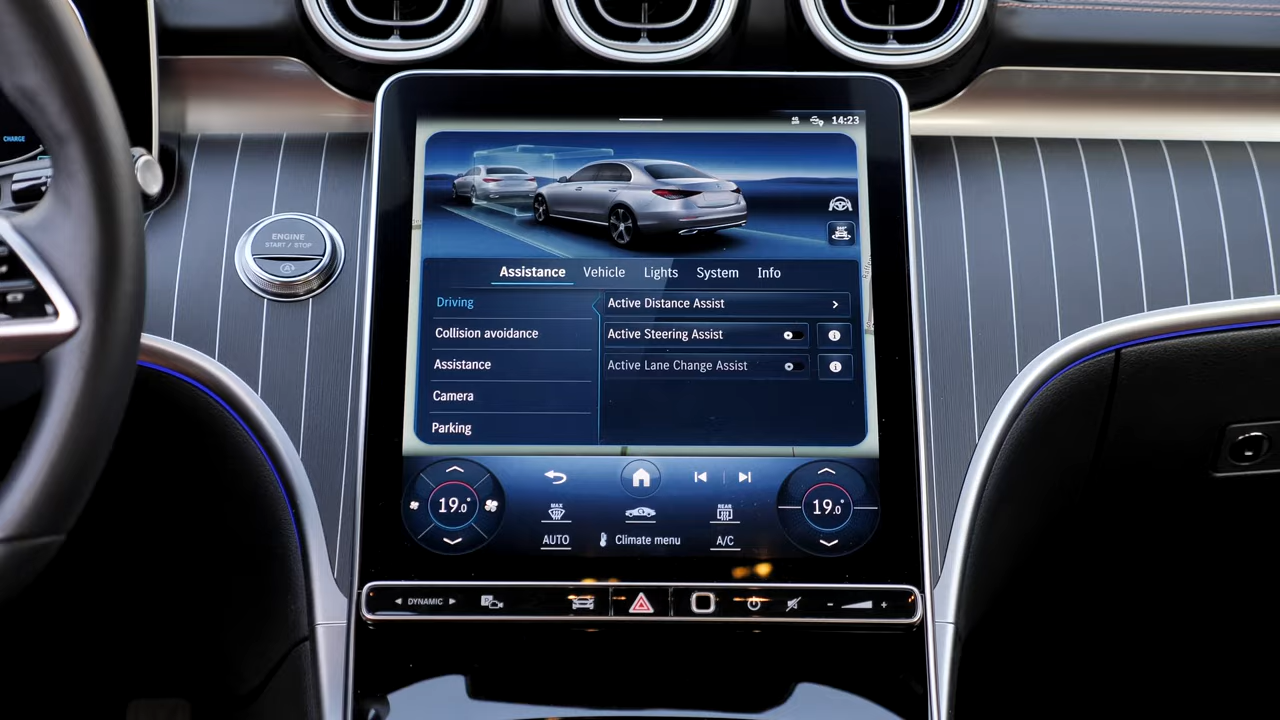 14:23
CHARGE
ENGINE
START / STOP
360°
Assistance Vehicle Lights System Info
Driving
Collision avoidance
Assistance
Camera
Parking
Active Distance Assist
Active Steering Assist
Active Lane Change Assist
19.0°
19.0°
MAX
REAR
AUTO
Climate menu
A/C
DYNAMIC
P